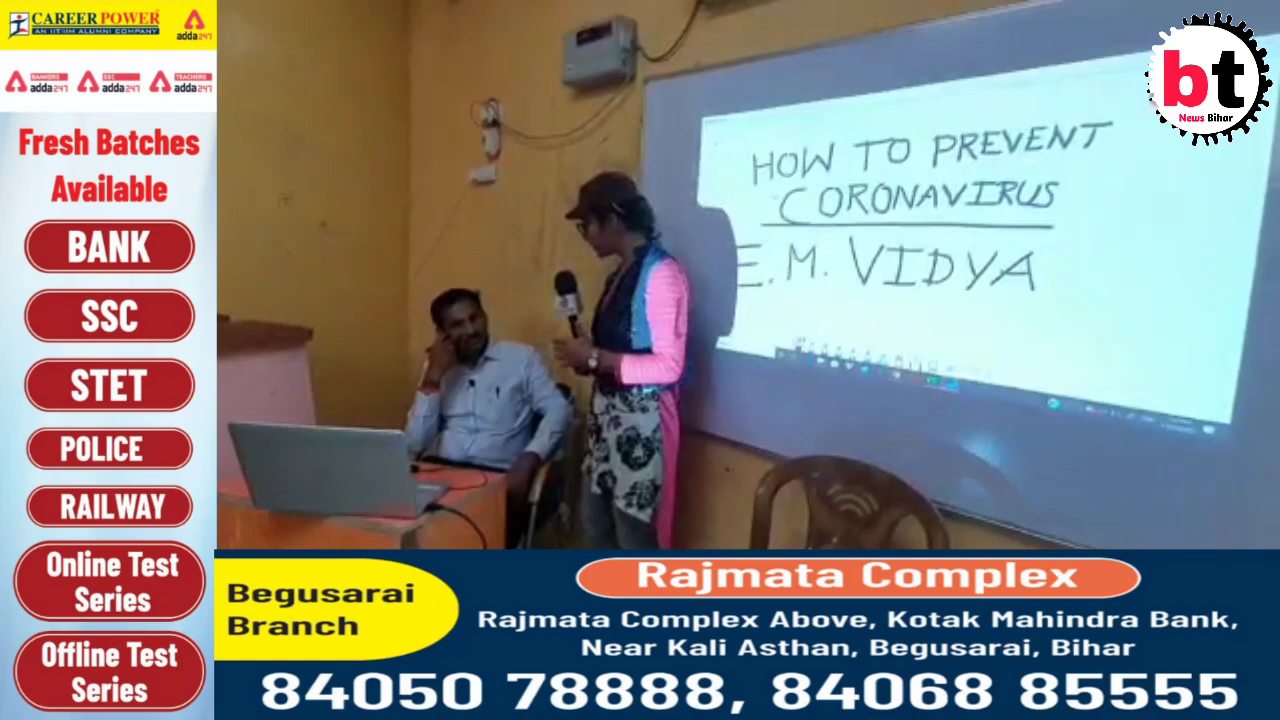 CAREER POWER
AN IIT/IIM ALUMNI COMPANY
adda247
BANKERS
adda247
SSC
adda247
TEACHERS
adda247
Fresh Batches
Available
BANK
SSC
STET
POLICE
RAILWAY
Online Test
Series
Offline Test
Series
HOW TO PREVENT
CORONAVIRUS
E.M. VIDYA
bt
News Bihar
Begusarai
Branch
Rajmata Complex
Rajmata Complex Above, Kotak Mahindra Bank,
Near Kali Asthan, Begusarai, Bihar
84050 78888, 84068 85555